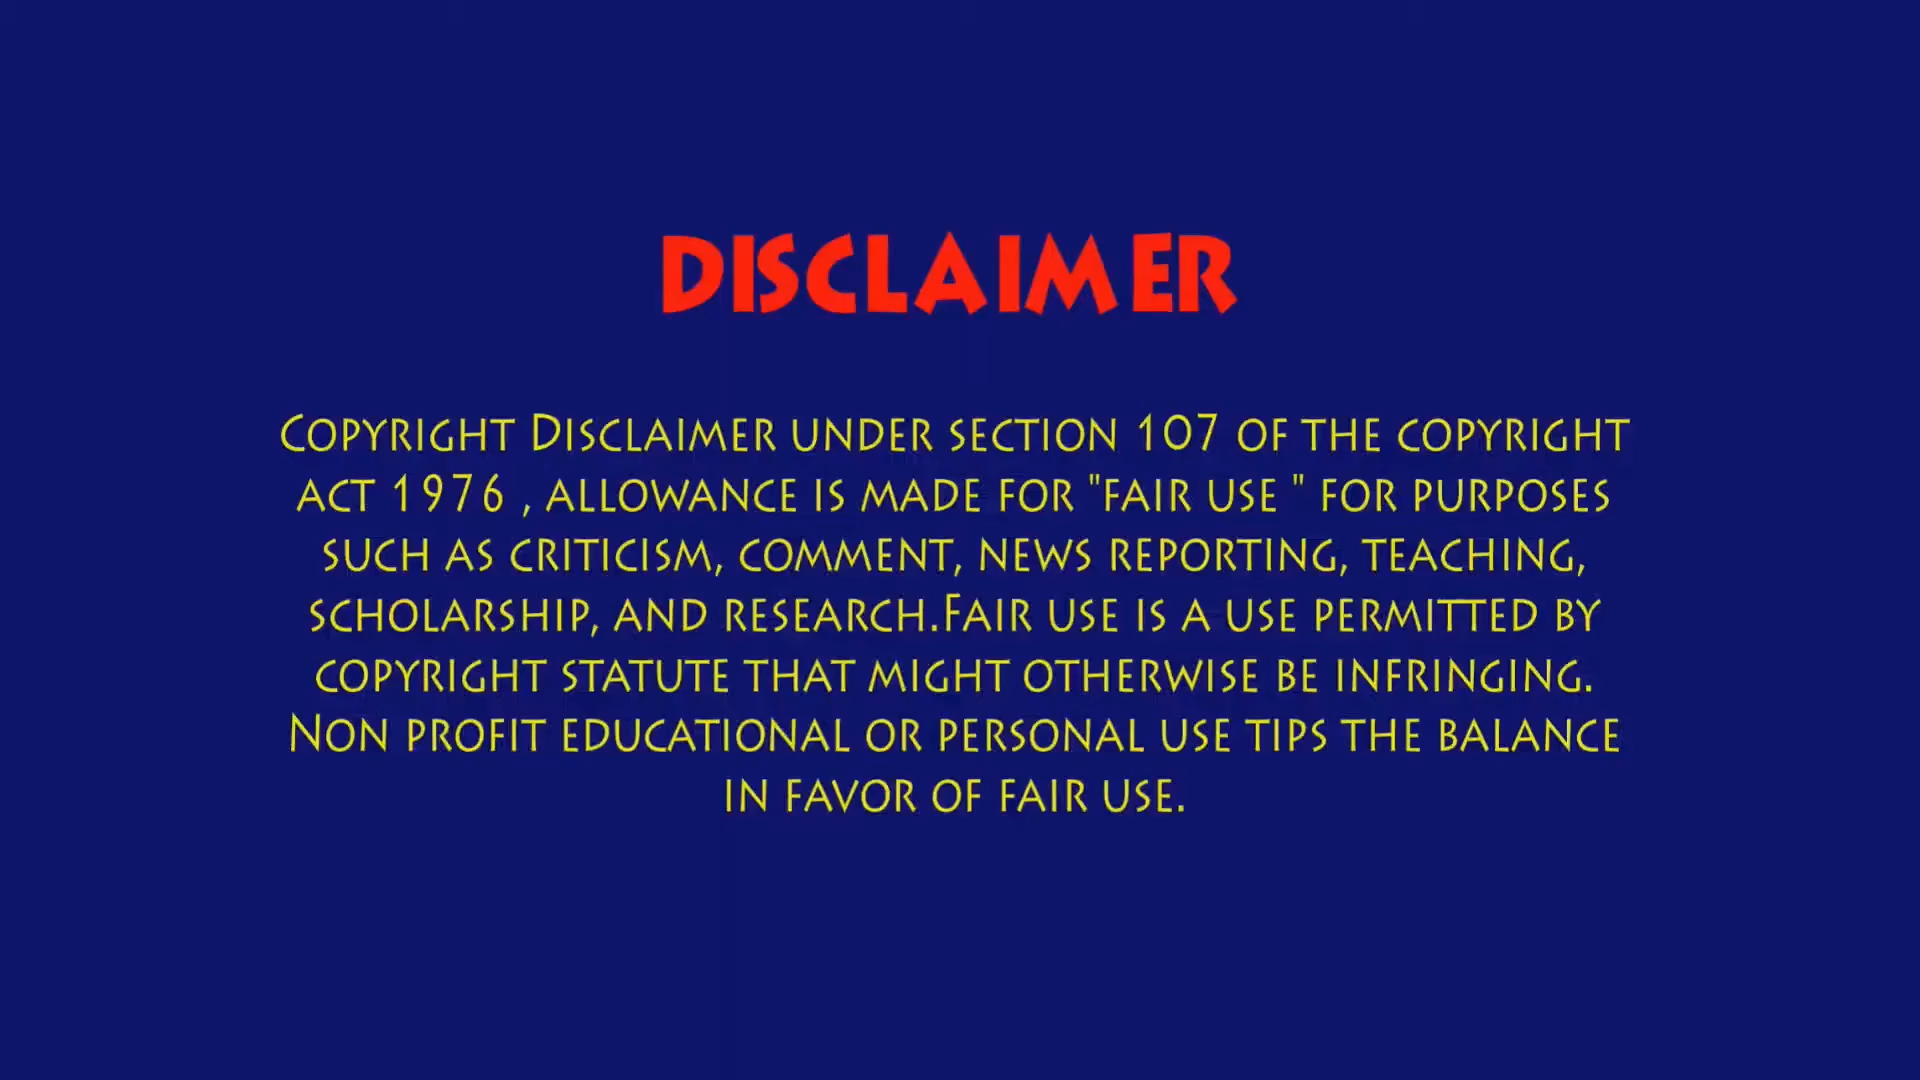 DISCLAIMER
Copyright Disclaimer under section 107 of the copyright
act 1976 , allowance is made for "fair use " for purposes
such as criticism, comment, news reporting, teaching,
scholarship, and research.Fair use is a use permitted by
copyright statute that might otherwise be infringing.
Non profit educational or personal use tips the balance
in favor of fair use.